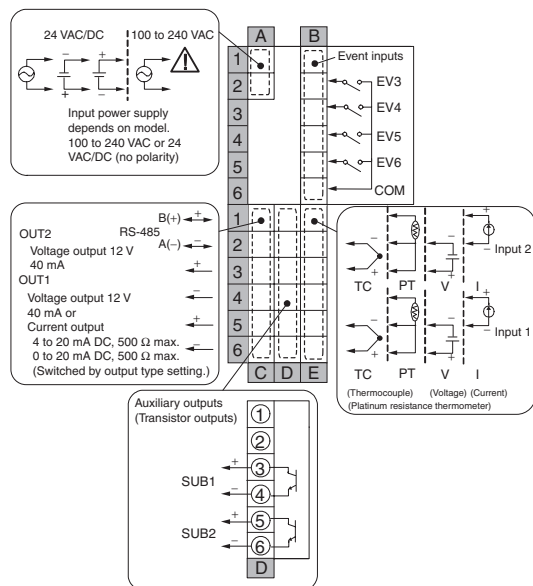 A
B
24 VAC/DC
100 to 240 VAC
− + + −
Input power supply
depends on model.
100 to 240 VAC or 24
VAC/DC (no polarity)
1
2
3
4
5
6
Event inputs
EV3
EV4
EV5
EV6
COM
B(+)
RS-485
A(−)
OUT2
Voltage output 12 V
40 mA
OUT1
Voltage output 12 V
40 mA or
Current output
4 to 20 mA DC, 500 Ω max.
0 to 20 mA DC, 500 Ω max.
(Switched by output type setting.)
+
−
+
−
+
−
1
2
3
4
5
6
C D E
Input 2
TC PT V I
Input 1
TC PT V I
(Thermocouple) (Voltage) (Current)
(Platinum resistance thermometer)
Auxiliary outputs
(Transistor outputs)
1
2
3
4
5
6
D
SUB1
+
−
SUB2
+
−